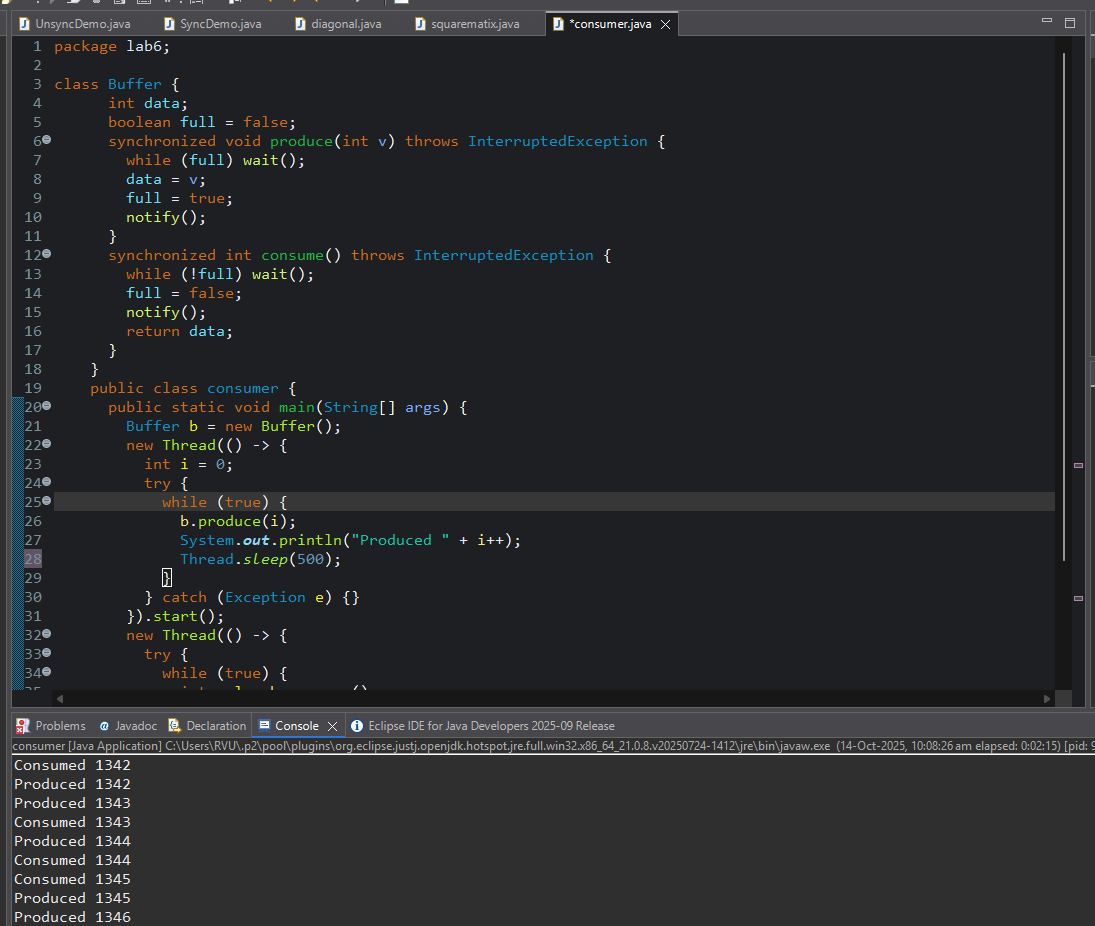 UnsyncDemo.java SyncDemo.java diagonal.java squarematix.java *consumer.java
1 package lab6;
2
3 class Buffer {
4 int data;
5 boolean full = false;
6 synchronized void produce(int v) throws InterruptedException {
7 while (full) wait();
8 data = v;
9 full = true;
10 notify();
11 }
12 synchronized int consume() throws InterruptedException {
13 while (!full) wait();
14 full = false;
15 notify();
16 return data;
17 }
18 }
19 public class consumer {
20 public static void main(String[] args) {
21 Buffer b = new Buffer();
22 new Thread(() -> {
23 int i = 0;
24 try {
25 while (true) {
26 b.produce(i);
27 System.out.println("Produced " + i++);
28 Thread.sleep(500);
29 }
30 } catch (Exception e) {}
31 }).start();
32 new Thread(() -> {
33 try {
34 while (true) {
Problems Javadoc Declaration Console Eclipse IDE for Java Developers 2025-09 Release
consumer [Java Application] C:\Users\RVU\.p2\pool\plugins\org.eclipse.justj.openjdk.hotspot.jre.full.win32.x86_64_21.0.8.v20250724-1412\jre\bin\javaw.exe (14-Oct-2025, 10:08:26 am elapsed: 0:02:15) [pid: 9
Consumed 1342
Produced 1342
Produced 1343
Consumed 1343
Produced 1344
Consumed 1344
Consumed 1345
Produced 1345
Produced 1346